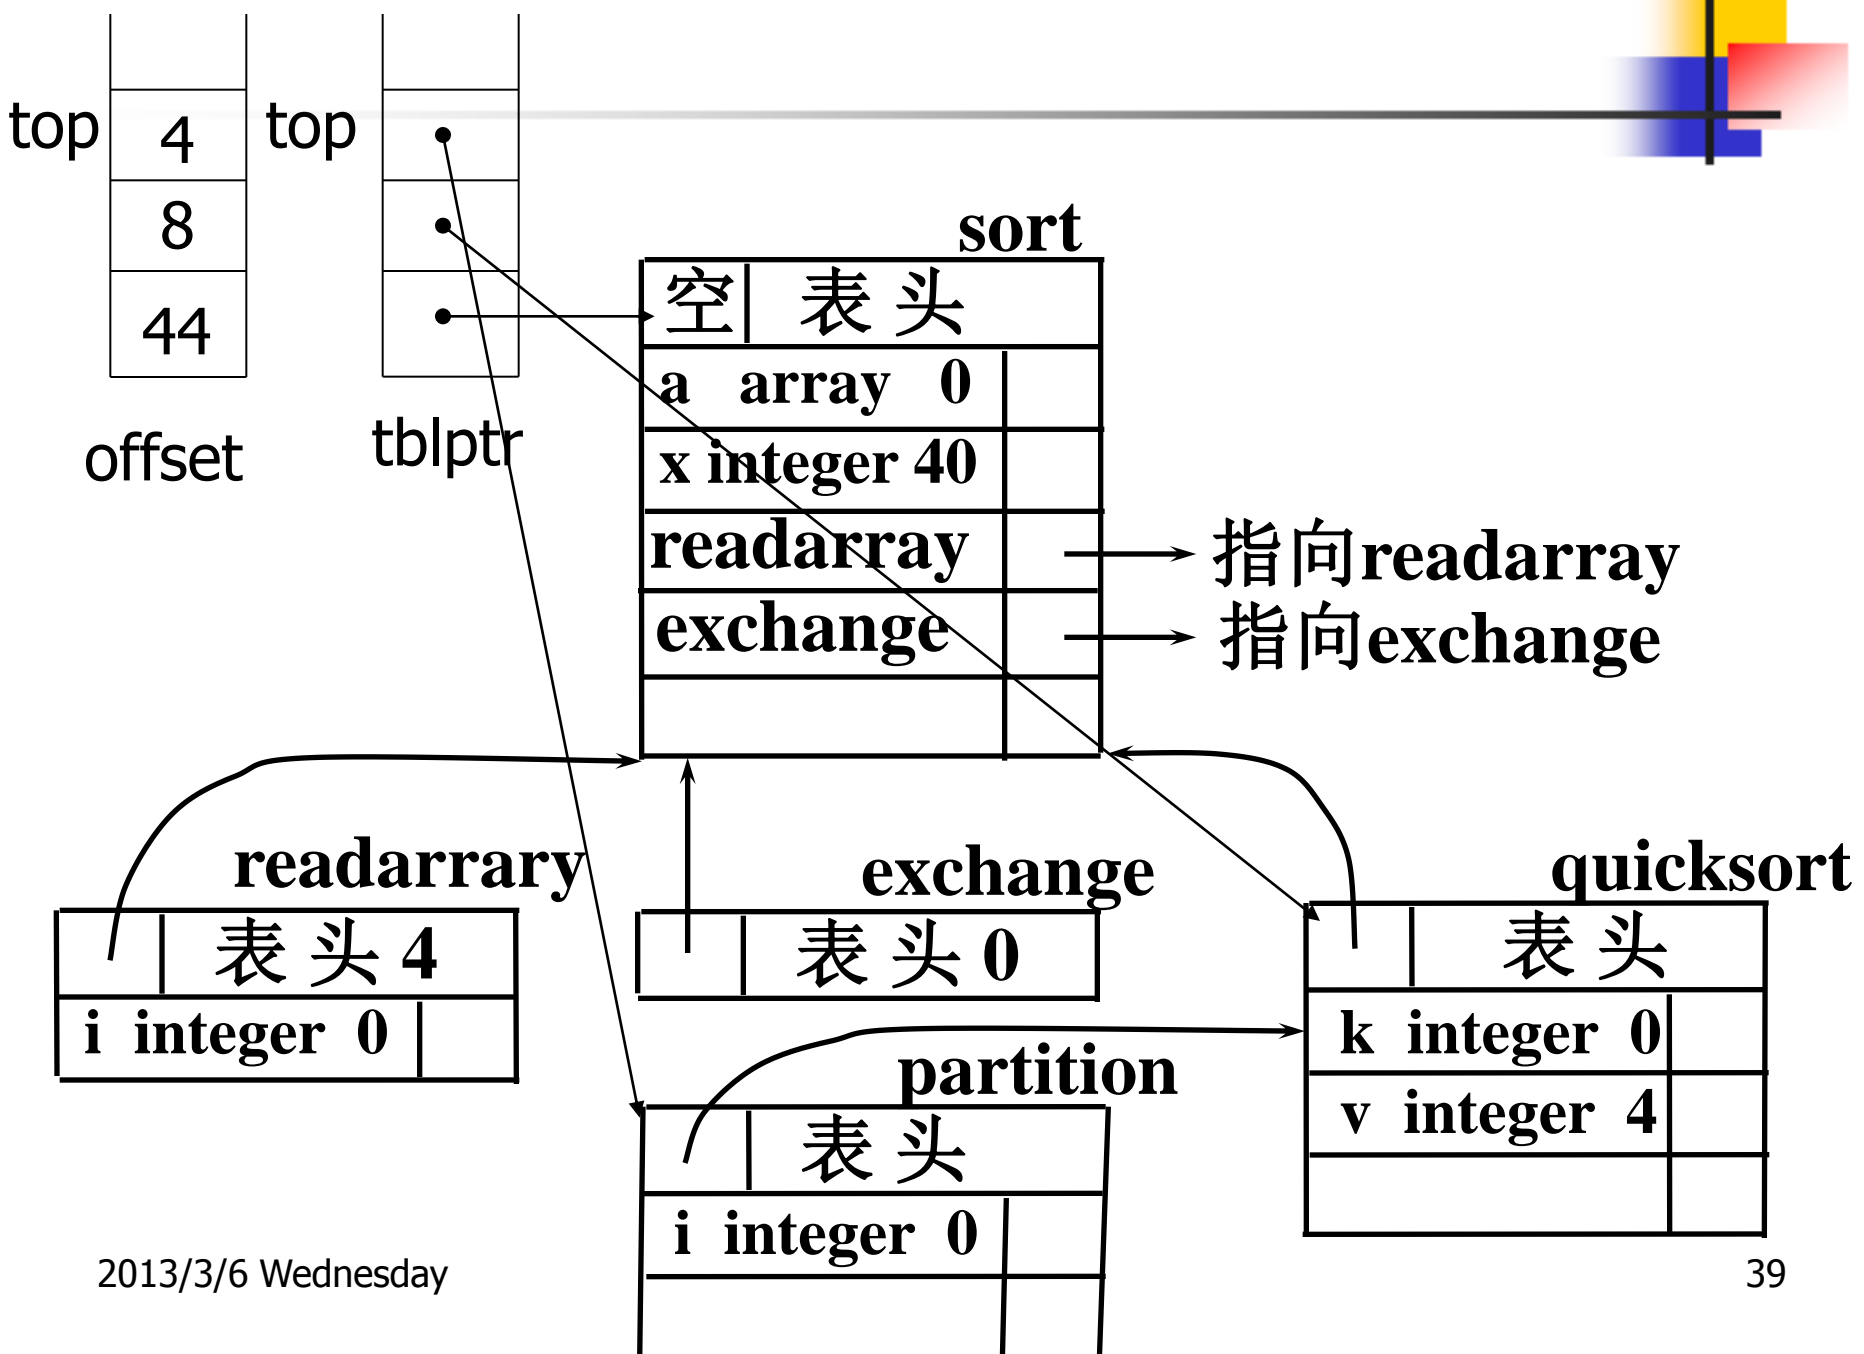 top 4 top
8
44
offset tblptr
sort
空 表 头
a array 0
x integer 40
readarray 指向readarray
exchange 指向exchange
readarrary
表 头 4
i integer 0
exchange
表 头 0
quicksort
表 头
k integer 0
v integer 4
partition
表 头
i integer 0
2013/3/6 Wednesday
39